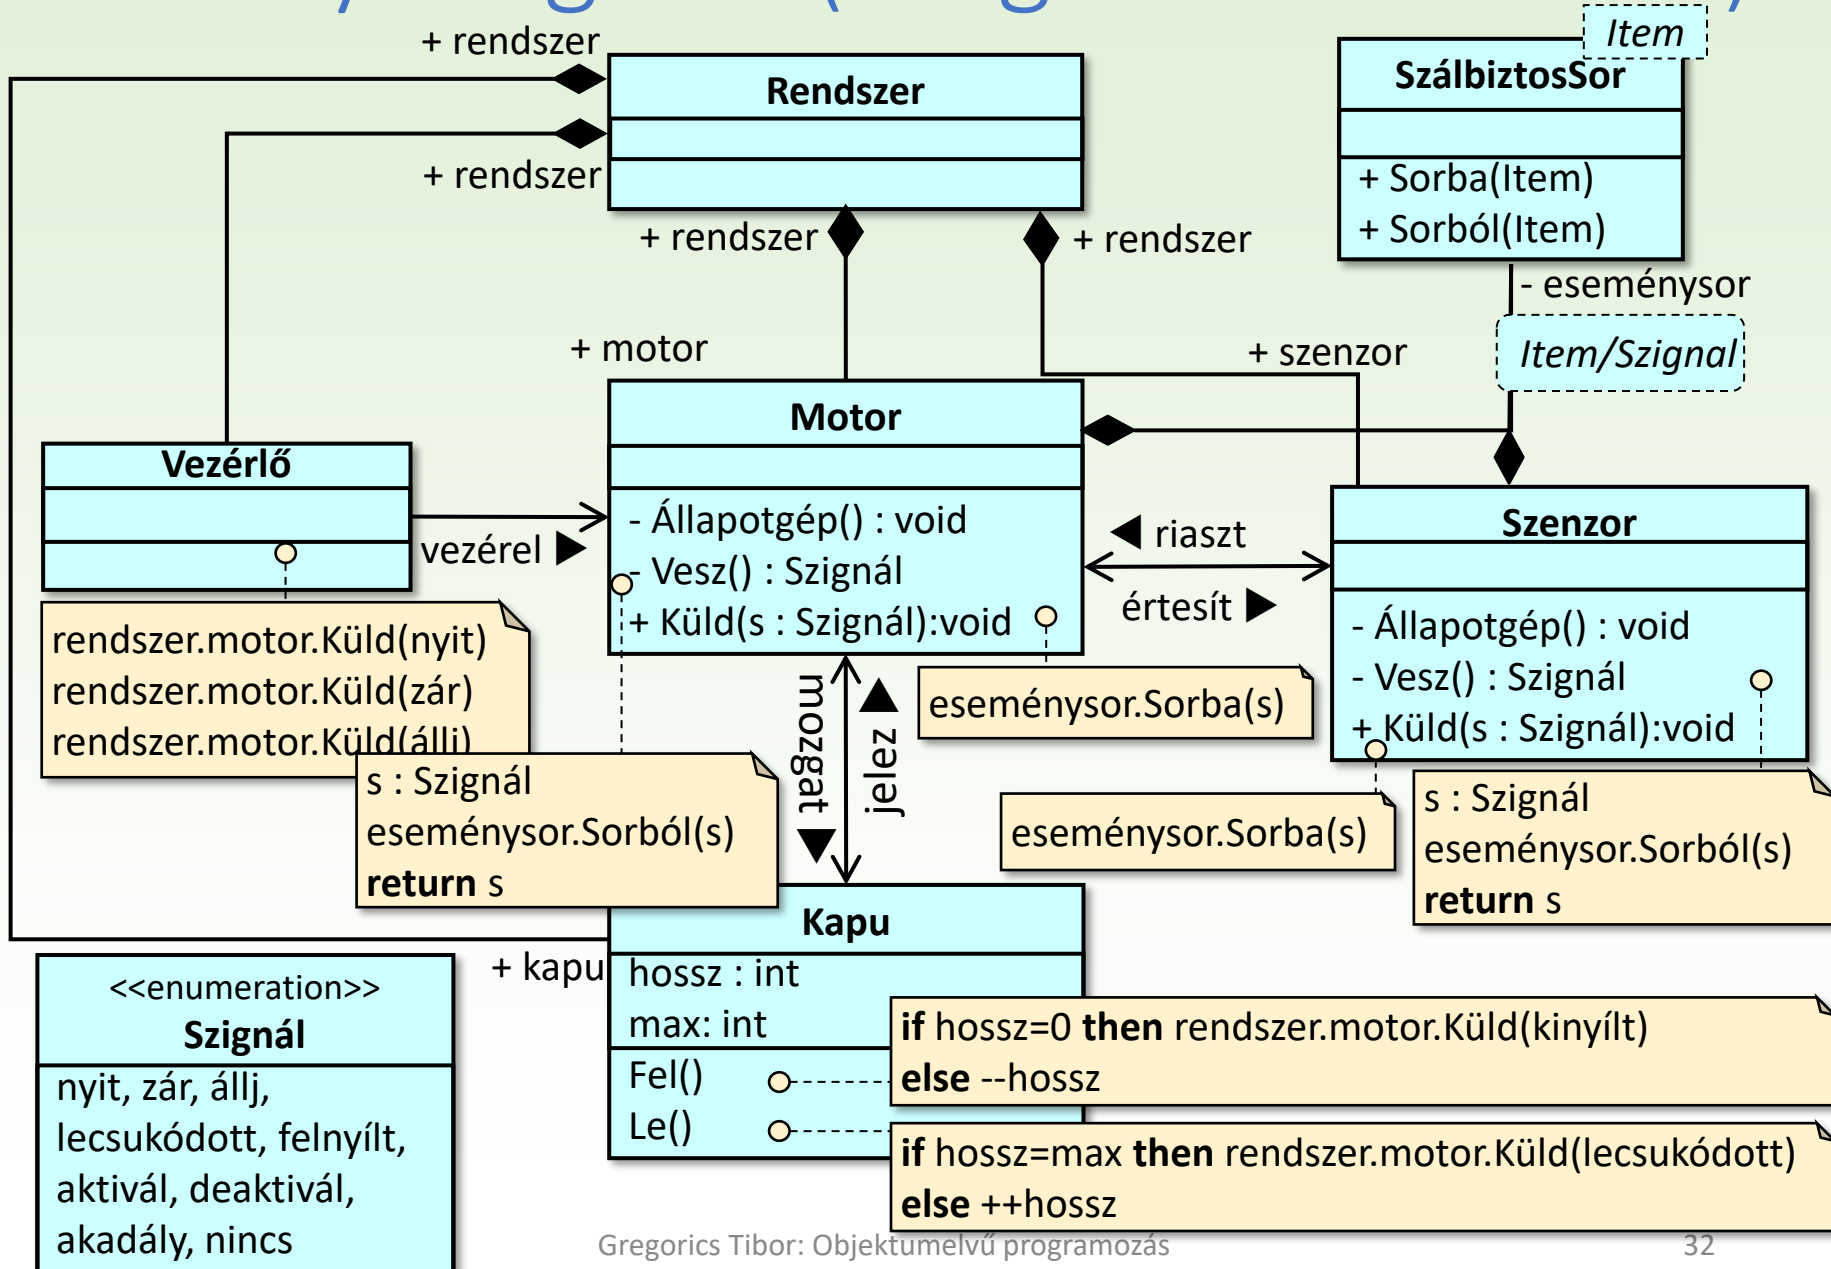 + rendszer
Rendszer
+ rendszer
+ rendszer
+ rendszer
Item
SzálbiztosSor
+ Sorba(Item)
+ Sorból(Item)
- eseménysor
Item/Szignal
+ motor
+ szenzor
Motor
- Állapotgép() : void
- Vesz() : Szignál
+ Küld(s : Szignál):void
Vezérlő
vezérel ▶
◀ riaszt
értesít ▶
Szenzor
- Állapotgép() : void
- Vesz() : Szignál
+ Küld(s : Szignál):void
rendszer.motor.Küld(nyit)
rendszer.motor.Küld(zár)
rendszer.motor.Küld(állj)
s : Szignál
eseménysor.Sorból(s)
return s
mozgat ▶
jelez ▶
eseménysor.Sorba(s)
eseménysor.Sorba(s)
s : Szignál
eseménysor.Sorból(s)
return s
Kapu
+ kapu
hossz : int
max: int
Fel()
Le()
if hossz=0 then rendszer.motor.Küld(kinyílt)
else --hossz
if hossz=max then rendszer.motor.Küld(lecsukódott)
else ++hossz
<<enumeration>>
Szignál
nyit, zár, állj,
lecsukódott, felnyílt,
aktivál, deaktivál,
akadály, nincs
Gregorics Tibor: Objektumelvű programozás
32